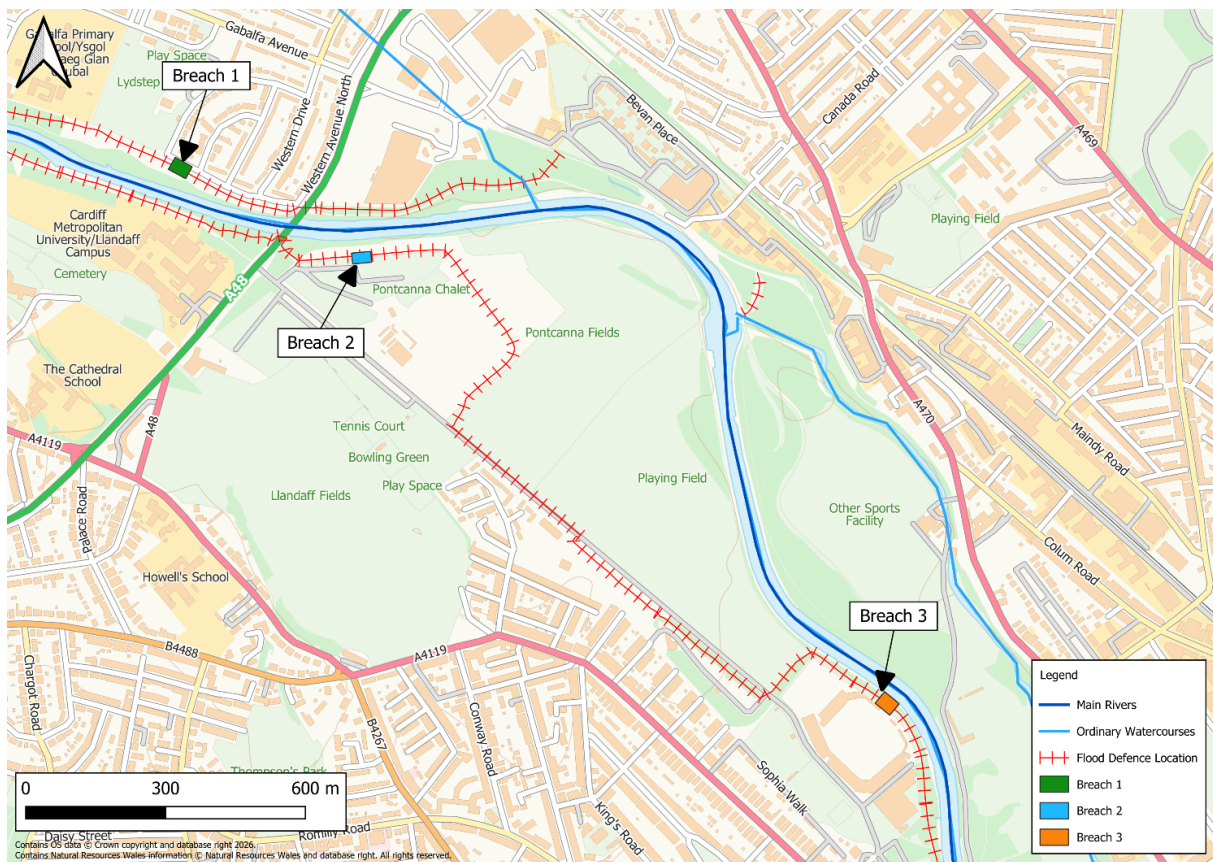 Gabalfa Avenue
Play Space
Lydstep
Breach 1
Western Drive
Western Avenue North
Bevan Place
Canada Road
A469
Cardiff
Metropolitan
University/Llandaff
Campus
Cemetery
Playing Field
A48
Pontcanna Chalet
Breach 2
Pontcanna Fields
The Cathedral
School
A48
A4119
A470
Maindy Road
Tennis Court
Bowling Green
Play Space
Llandaff Fields
Playing Field
Other Sports
Facility
Palace Road
Colum Road
Howell's School
Breach 3
B4488
A4119
Chargot Road
B4267
Conway Road
Sophia Walk
King's Road
Thompson's Park
Romilly Road
Daisy Street
0 300 600 m
Legend
Main Rivers
Ordinary Watercourses
Flood Defence Location
Breach 1
Breach 2
Breach 3
Contains OS data © Crown copyright and database right 2026.
Contains Natural Resources Wales information © Natural Resources Wales and database right. All rights reserved.